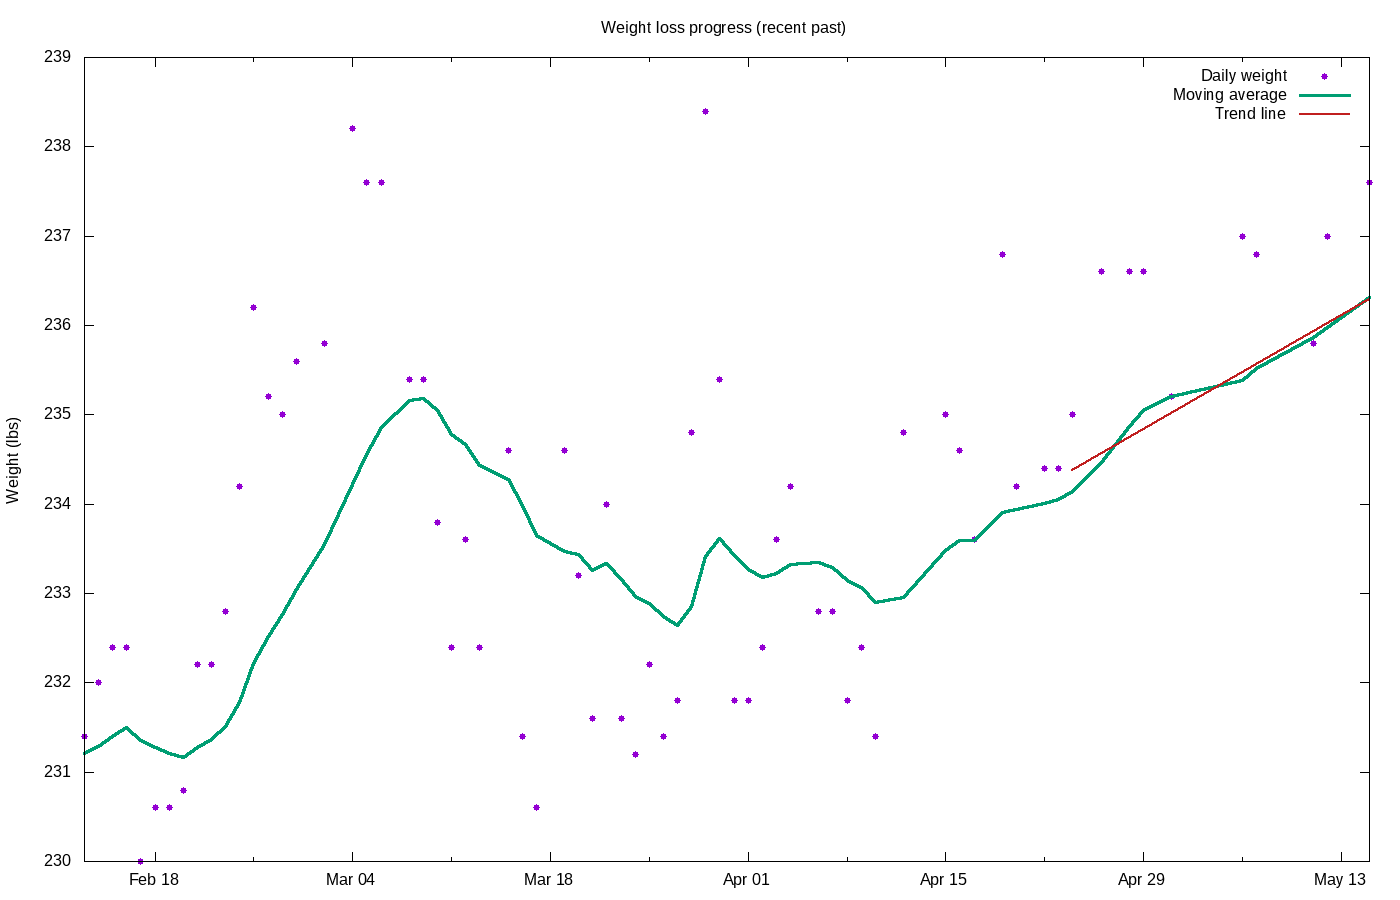 Weight loss progress (recent past)
Daily weight
Moving average
Trend line
Weight (lbs)
239
238
237
236
235
234
233
232
231
230
Feb 18 Mar 04 Mar 18 Apr 01 Apr 15 Apr 29 May 13